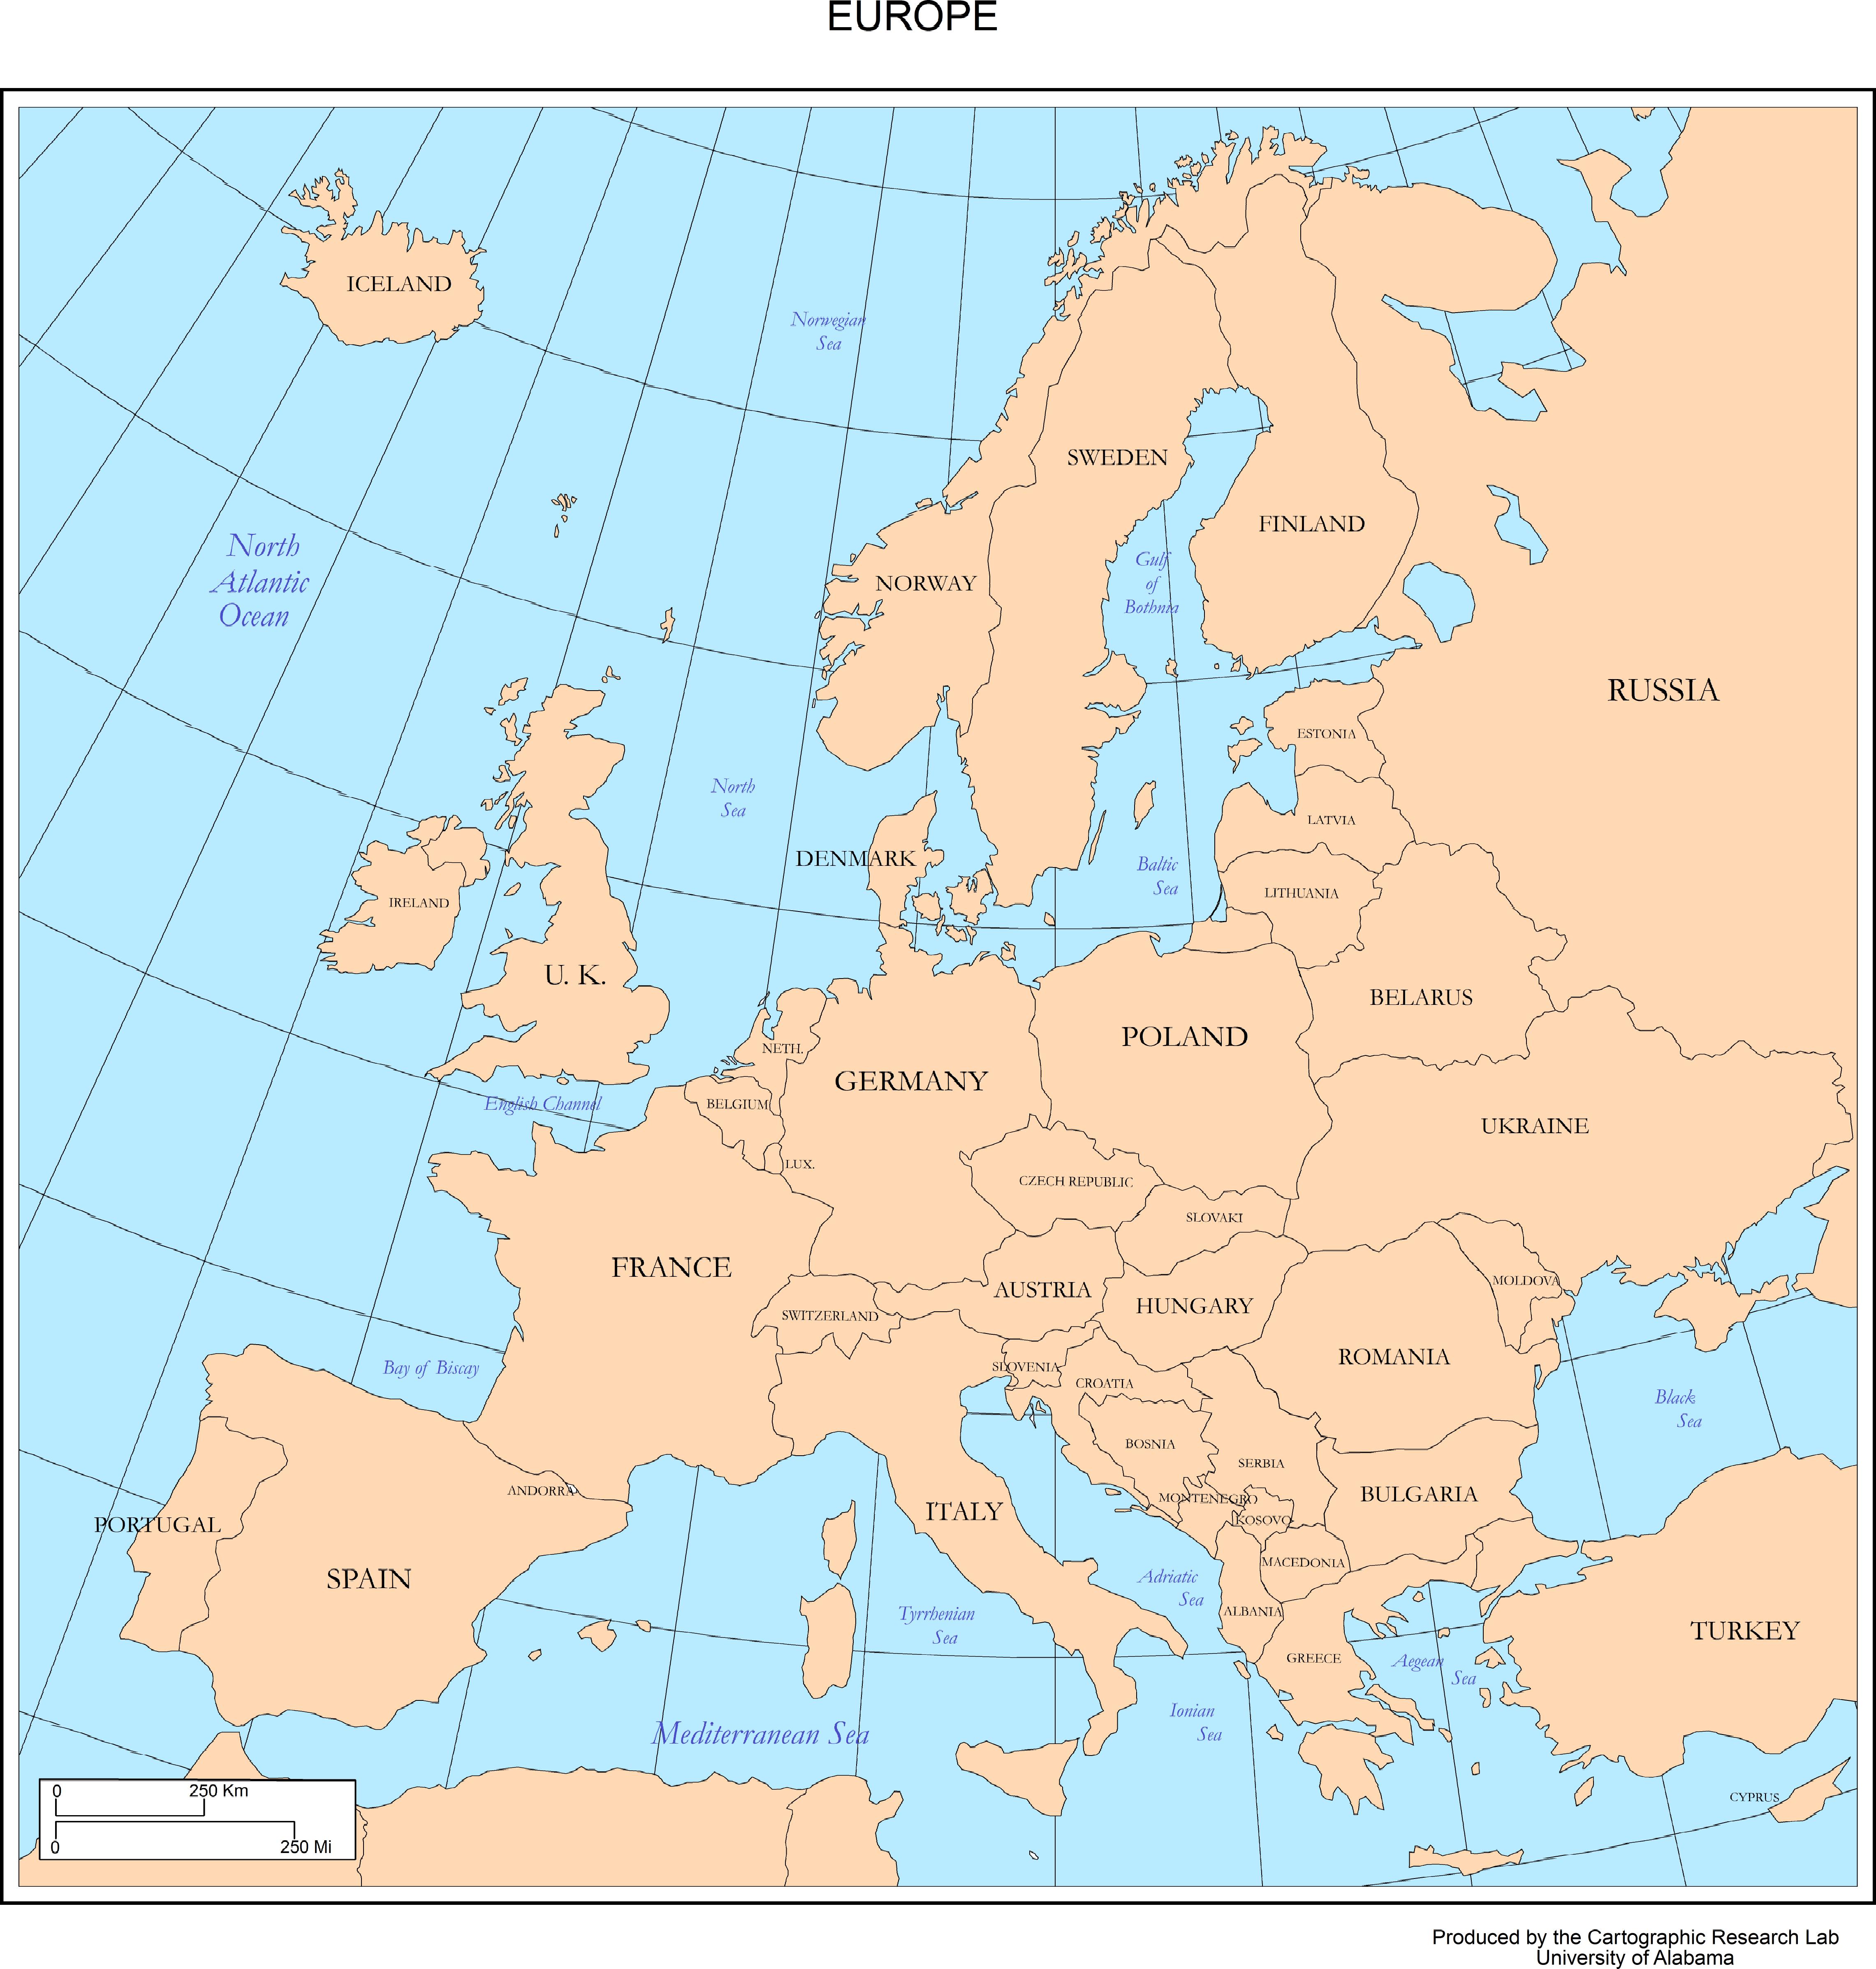 EUROPE
ICELAND
Norwegian
Sea
SWEDEN
FINLAND
North
Atlantic
Ocean
Gulf
of
Bothnia
NORWAY
RUSSIA
ESTONIA
North
Sea
LATVIA
DENMARK
Baltic
Sea
LITHUANIA
IRELAND
U. K.
BELARUS
POLAND
NETH.
GERMANY
English Channel
BELGIUM
UKRAINE
LUX.
CZECH REPUBLIC
SLOVAKI
FRANCE
AUSTRIA
MOLDOVA
HUNGARY
SWITZERLAND
ROMANIA
Bay of Biscay
SLOVENIA
CROATIA
Black
Sea
BOSNIA
SERBIA
ANDORRA
MONTENEGRO
BULGARIA
ITALY
KOSOVO
PORTUGAL
MACEDONIA
SPAIN
Adriatic
Sea
Tyrrhenian
Sea
ALBANIA
TURKEY
GREECE
Aegean
Sea
Ionian
Sea
Mediterranean Sea
CYPRUS
0 250 Km
0 250 Mi
Produced by the Cartographic Research Lab
University of Alabama